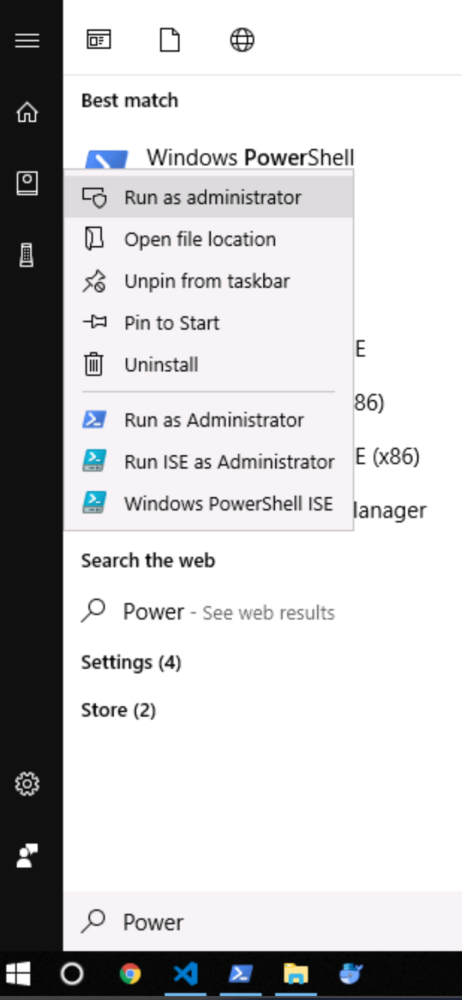 Best match
Windows PowerShell
Run as administrator
Open file location
Unpin from taskbar
Pin to Start
Uninstall
Run as Administrator
Run ISE as Administrator
Windows PowerShell ISE
E
86)
E (x86)
anager
Search the web
Power - See web results
Settings (4)
Store (2)
Power